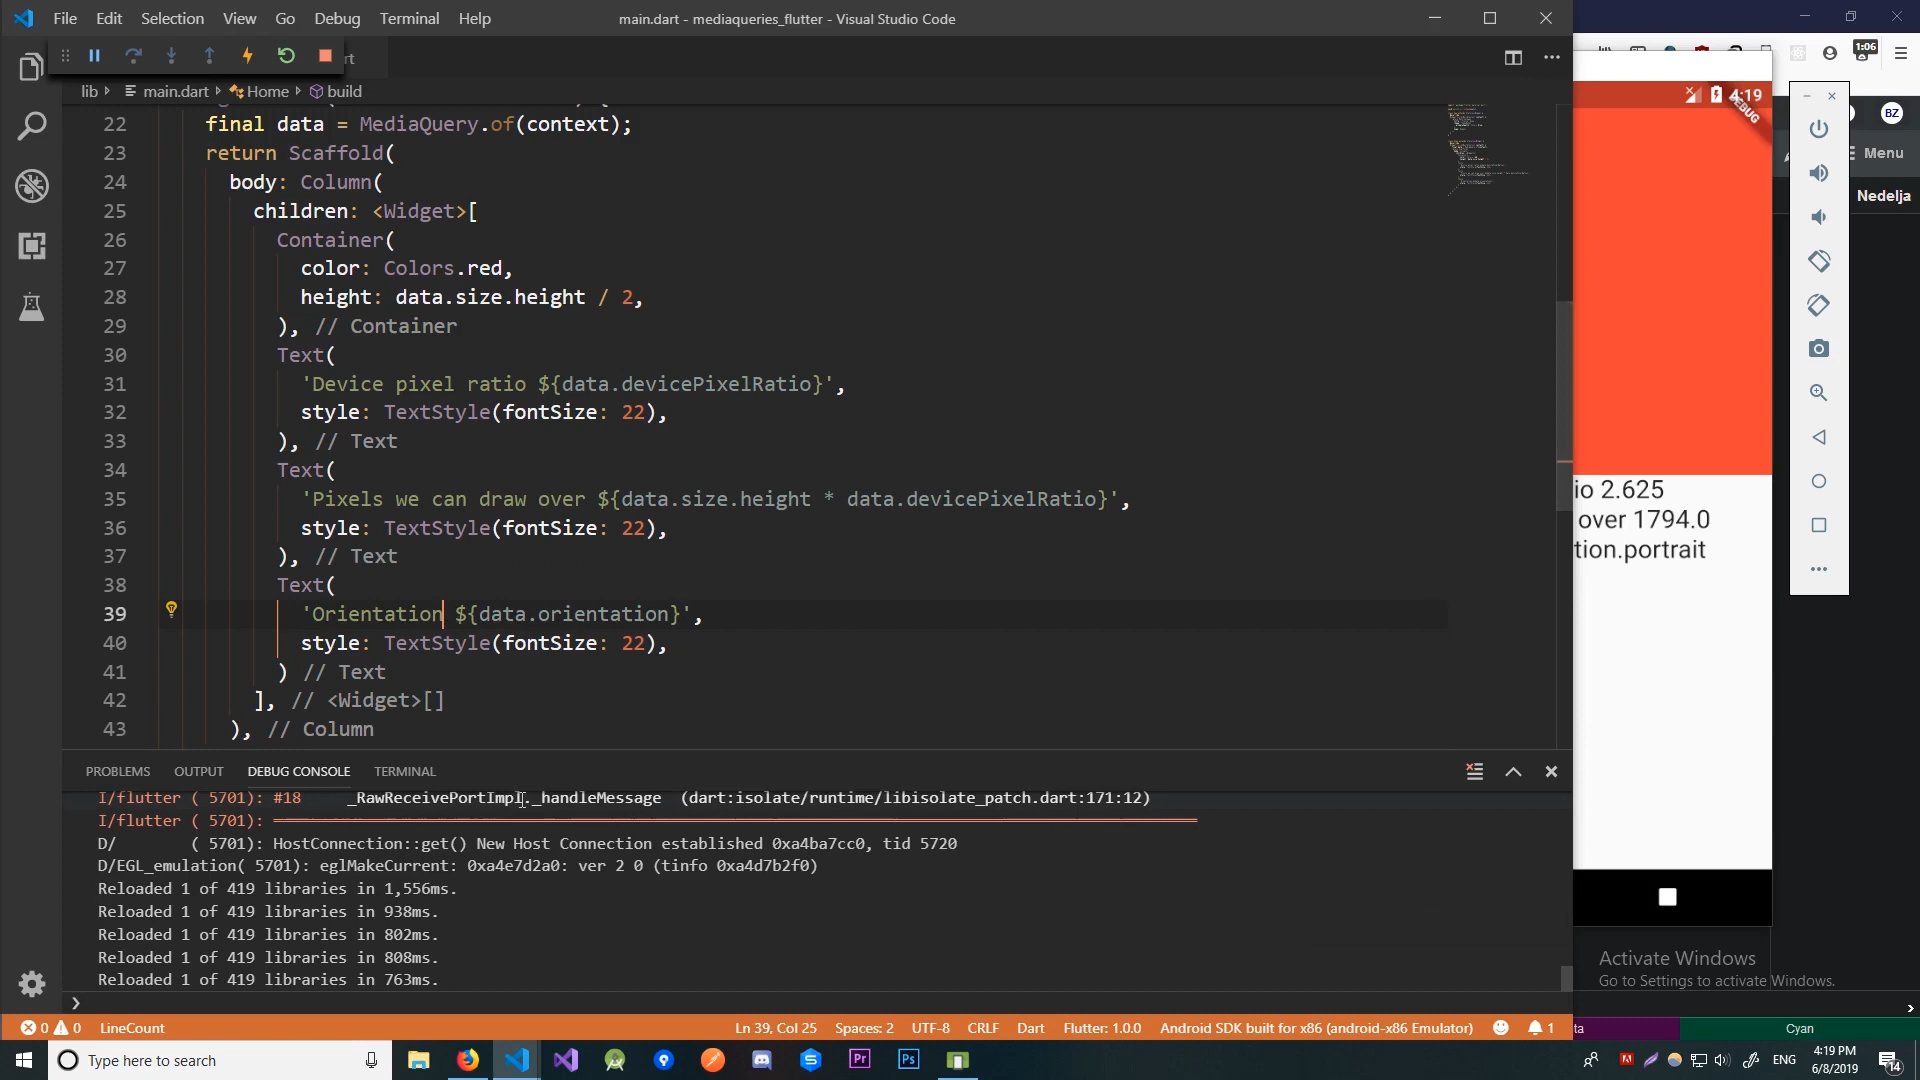 File Edit Selection View Go Debug Terminal Help
main.dart - mediaqueries_flutter - Visual Studio Code
rt
lib main.dart Home build
22 final data = MediaQuery.of(context);
23 return Scaffold(
24 body: Column(
25 children: <Widget>[
26 Container(
27 color: Colors.red,
28 height: data.size.height / 2,
29 ), // Container
30 Text(
31 'Device pixel ratio ${data.devicePixelRatio}',
32 style: TextStyle(fontSize: 22),
33 ), // Text
34 Text(
35 'Pixels we can draw over ${data.size.height * data.devicePixelRatio}',
36 style: TextStyle(fontSize: 22),
37 ), // Text
38 Text(
39 'Orientation ${data.orientation}',
40 style: TextStyle(fontSize: 22),
41 ) // Text
42 ], // <Widget>[]
43 ), // Column
PROBLEMS OUTPUT DEBUG CONSOLE TERMINAL
I/flutter ( 5701): #18 _RawReceivePortImpl._handleMessage (dart:isolate/runtime/libisolate_patch.dart:171:12)
I/flutter ( 5701): ════════
D/ ( 5701): HostConnection::get() New Host Connection established 0xa4ba7cc0, tid 5720
D/EGL_emulation( 5701): eglMakeCurrent: 0xa4e7d2a0: ver 2 0 (tinfo 0xa4d7b2f0)
Reloaded 1 of 419 libraries in 1,556ms.
Reloaded 1 of 419 libraries in 938ms.
Reloaded 1 of 419 libraries in 802ms.
Reloaded 1 of 419 libraries in 808ms.
Reloaded 1 of 419 libraries in 763ms.
0 0 LineCount
Ln 39, Col 25 Spaces: 2 UTF-8 CRLF Dart Flutter: 1.0.0 Android SDK built for x86 (android-x86 Emulator) 1
1:06
4:19
DEBUG
BZ
Menu
Nedelja
io 2.625
over 1794.0
tion.portrait
Activate Windows
Go to Settings to activate Windows.
ta
Cyan
Type here to search
Pr
Ps
ENG
4:19 PM
6/8/2019
14